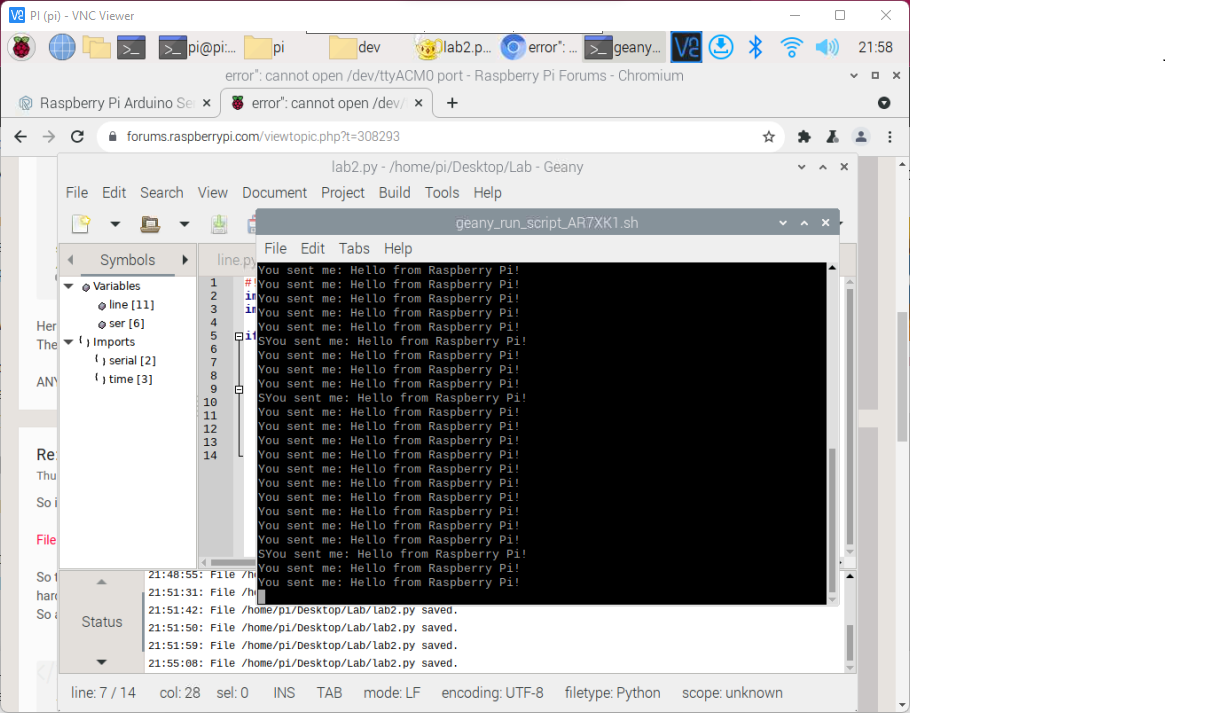 PI (pi) - VNC Viewer
pi@pi:... pi dev lab2.p... error": ... geany... 21:58
error": cannot open /dev/ttyACM0 port - Raspberry Pi Forums - Chromium
Raspberry Pi Arduino Se error": cannot open /dev/
forums.raspberrypi.com/viewtopic.php?t=308293
lab2.py - /home/pi/Desktop/Lab - Geany
File Edit Search View Document Project Build Tools Help
geany_run_script_AR7XK1.sh
File Edit Tabs Help
Symbols
line.py
Variables
line [11]
ser [6]
Imports
serial [2]
time [3]
1 #!
2 im
3 im
4
5 if
6
7
8
9
10
11
12
13
14
You sent me: Hello from Raspberry Pi!
You sent me: Hello from Raspberry Pi!
You sent me: Hello from Raspberry Pi!
You sent me: Hello from Raspberry Pi!
You sent me: Hello from Raspberry Pi!
SYou sent me: Hello from Raspberry Pi!
You sent me: Hello from Raspberry Pi!
You sent me: Hello from Raspberry Pi!
You sent me: Hello from Raspberry Pi!
SYou sent me: Hello from Raspberry Pi!
You sent me: Hello from Raspberry Pi!
You sent me: Hello from Raspberry Pi!
You sent me: Hello from Raspberry Pi!
You sent me: Hello from Raspberry Pi!
You sent me: Hello from Raspberry Pi!
You sent me: Hello from Raspberry Pi!
You sent me: Hello from Raspberry Pi!
You sent me: Hello from Raspberry Pi!
You sent me: Hello from Raspberry Pi!
You sent me: Hello from Raspberry Pi!
SYou sent me: Hello from Raspberry Pi!
You sent me: Hello from Raspberry Pi!
You sent me: Hello from Raspberry Pi!
Her
The
ANY
Re:
Thu
So i
File
So t
hard
So a
Status
21:48:55: File /h
21:51:31: File /h
21:51:42: File /home/pi/Desktop/Lab/lab2.py saved.
21:51:50: File /home/pi/Desktop/Lab/lab2.py saved.
21:51:59: File /home/pi/Desktop/Lab/lab2.py saved.
21:55:08: File /home/pi/Desktop/Lab/lab2.py saved.
line: 7 / 14 col: 28 sel: 0 INS TAB mode: LF encoding: UTF-8 filetype: Python scope: unknown